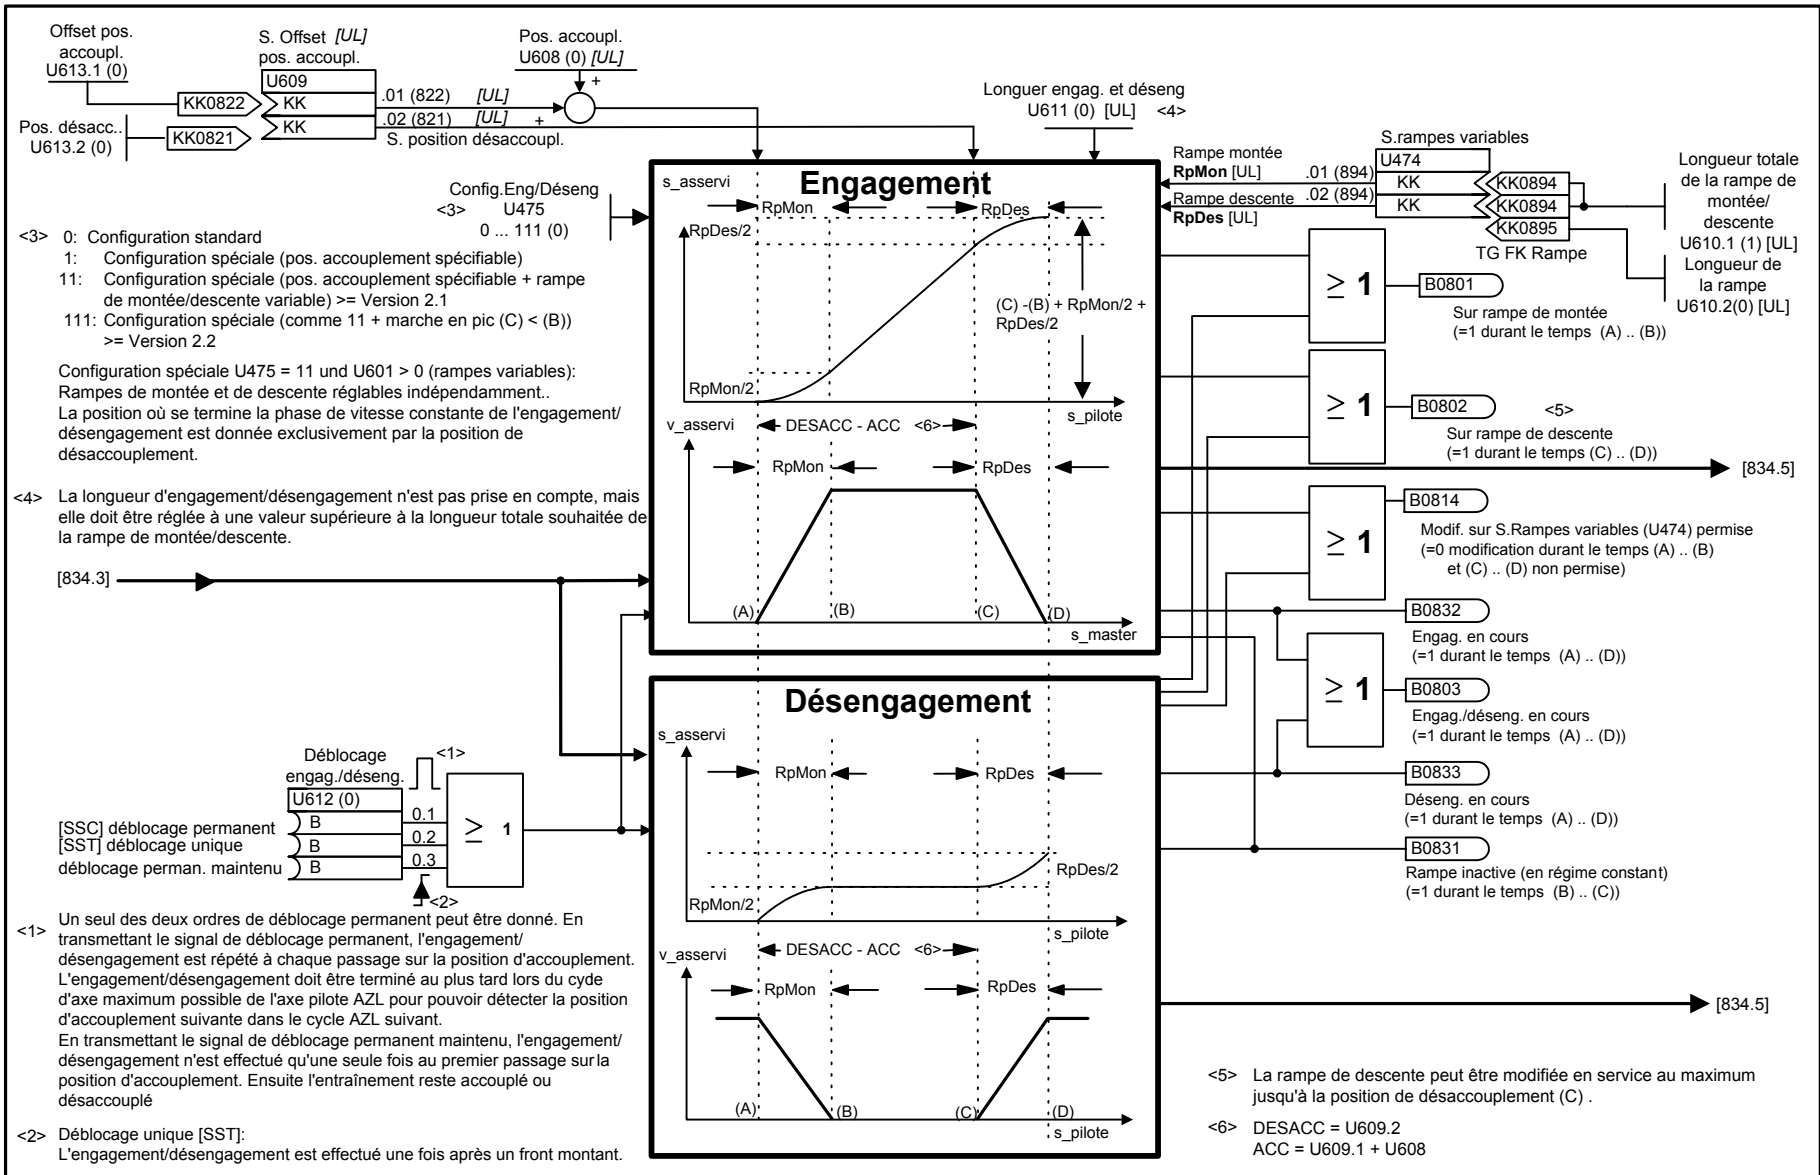 Offset pos.
accoupl.
U613.1 (0)
S. Offset [UL]
pos. accoupl.
U609
KK
KK
KK0822
KK0821
Pos. désacc..
U613.2 (0)
.01 (822) [UL]
.02 (821) [UL] +
S. position désaccoupl.
Pos. accoupl.
U608 (0) [UL]
+
Longuer engag. et déseng
U611 (0) [UL] <4>
Config.Eng/Déseng
<3> U475
0 ... 111 (0)
<3> 0: Configuration standard
1: Configuration spéciale (pos. accouplement spécifiable)
11: Configuration spéciale (pos. accouplement spécifiable + rampe
de montée/descente variable) >= Version 2.1
111: Configuration spéciale (comme 11 + marche en pic (C) < (B))
>= Version 2.2
Configuration spéciale U475 = 11 und U601 > 0 (rampes variables):
Rampes de montée et de descente réglables indépendamment..
La position où se termine la phase de vitesse constante de l'engagement/
désengagement est donnée exclusivement par la position de
désaccouplement.
<4> La longueur d'engagement/désengagement n'est pas prise en compte, mais
elle doit être réglée à une valeur supérieure à la longueur totale souhaitée de
la rampe de montée/descente.
[834.3]
Engagement
s_asservi
RpMon
RpDes
RpDes/2
(C) -(B) + RpMon/2 +
RpDes/2
RpMon/2
s_pilote
v_asservi
DESACC - ACC <6>
RpMon
RpDes
(A)
(B)
(C)
(D)
s_master
Rampe montée
RpMon [UL]
.01 (894)
Rampe descente
RpDes [UL]
.02 (894)
S.rampes variables
U474
KK
KK
KK0894
KK0894
KK0895
TG FK Rampe
Longueur totale
de la rampe de
montée/
descente
U610.1 (1) [UL]
Longueur de
la rampe
U610.2(0) [UL]
≥ 1
B0801
Sur rampe de montée
(=1 durant le temps (A) .. (B))
≥ 1
B0802
<5>
Sur rampe de descente
(=1 durant le temps (C) .. (D))
[834.5]
≥ 1
B0814
Modif. sur S.Rampes variables (U474) permise
(=0 modification durant le temps (A) .. (B)
et (C) .. (D) non permise)
B0832
Engag. en cours
(=1 durant le temps (A) .. (D))
≥ 1
B0803
Engag./déseng. en cours
(=1 durant le temps (A) .. (D))
B0833
Déseng. en cours
(=1 durant le temps (A) .. (D))
B0831
Rampe inactive (en régime constant)
(=1 durant le temps (B) .. (C))
Désengagement
s_asservi
RpMon
RpDes
RpDes/2
RpMon/2
s_pilote
v_asservi
DESACC - ACC <6>
RpMon
RpDes
(A)
(B)
(C)
(D)
s_pilote
[834.5]
Déblocage
engag./déseng.
<1>
U612 (0)
[SSC] déblocage permanent
B
0.1
[SST] déblocage unique
B
0.2
déblocage perman. maintenu
B
0.3
≥ 1
<2>
<1> Un seul des deux ordres de déblocage permanent peut être donné. En
transmettant le signal de déblocage permanent, l'engagement/
désengagement est répété à chaque passage sur la position d'accouplement.
L'engagement/désengagement doit être terminé au plus tard lors du cyde
d'axe maximum possible de l'axe pilote AZL pour pouvoir détecter la position
d'accouplement suivante dans le cycle AZL suivant.
En transmettant le signal de déblocage permanent maintenu, l'engagement/
désengagement n'est effectué qu'une seule fois au premier passage sur la
position d'accouplement. Ensuite l'entraînement reste accouplé ou
désaccouplé
<2> Déblocage unique [SST]:
L'engagement/désengagement est effectué une fois après un front montant.
<5> La rampe de descente peut être modifiée en service au maximum
jusqu'à la position de désaccouplement (C) .
<6> DESACC = U609.2
ACC = U609.1 + U608